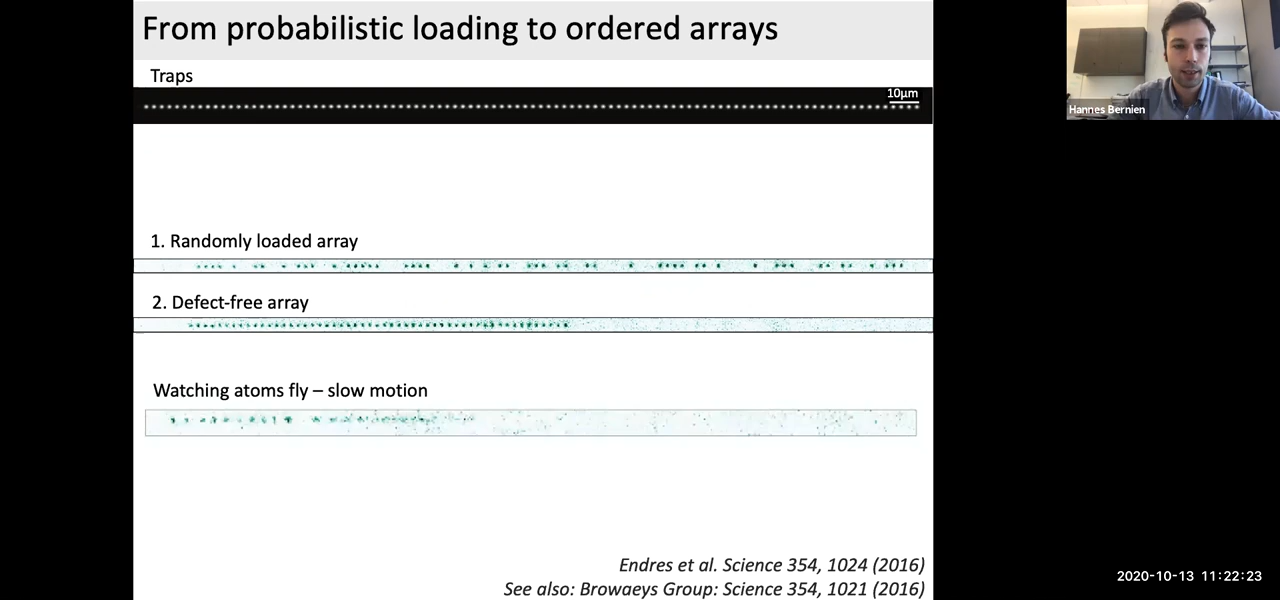 From probabilistic loading to ordered arrays
Traps
10µm
Hannes Bernien
1. Randomly loaded array
2. Defect-free array
Watching atoms fly – slow motion
Endres et al. Science 354, 1024 (2016)
See also: Browaeys Group: Science 354, 1021 (2016)
2020-10-13 11:22:23